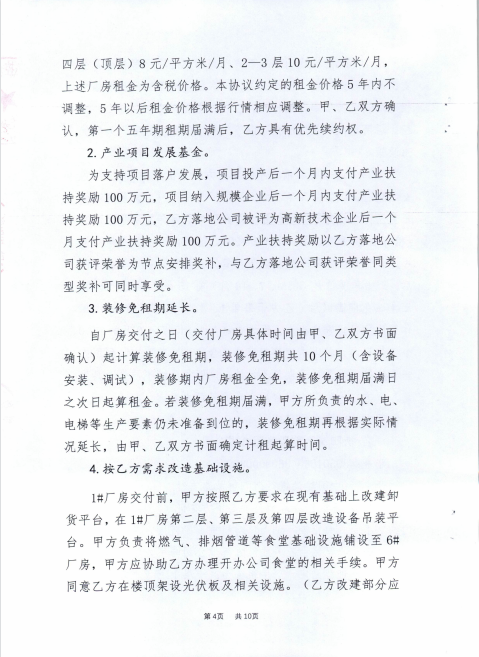 四层（顶层）8 元/平方米/月、2—3 层 10 元/平方米/月，
上述厂房租金为含税价格。本协议约定的租金价格 5 年内不
调整，5 年以后租金价格根据行情相应调整。甲、乙双方确
认，第一个五年期租期届满后，乙方具有优先续约权。
2. 产业项目发展基金。
为支持项目落户发展，项目投产后一个月内支付产业扶
持奖励 100 万元，项目纳入规模企业后一个月内支付产业扶
持奖励 100 万元，乙方落地公司被评为高新技术企业后一个
月支付产业扶持奖励 100 万元。产业扶持奖励以乙方落地公
司获评荣誉为节点安排奖补，与乙方落地公司获评荣誉同类
型奖补可同时享受。
3. 装修免租期延长。
自厂房交付之日（交付厂房具体时间由甲、乙双方书面
确认）起计算装修免租期，装修免租期共 10 个月（含设备
安装、调试），装修期内厂房租金全免，装修免租期届满日
之次日起算租金。若装修免租期届满，甲方所负责的水、电、
电梯等生产要素仍未准备到位的，装修免租期再根据实际情
况延长，由甲、乙双方书面确定计租起算时间。
4. 按乙方需求改造基础设施。
1#厂房交付前，甲方按照乙方要求在现有基础上改建卸
货平台，在 1#厂房第二层、第三层及第四层改造设备吊装平
台。甲方负责将燃气、排烟管道等食堂基础设施铺设至 6#
厂房，甲方应协助乙方办理开办公司食堂的相关手续。甲方
同意乙方在楼顶架设光伏板及相关设施。（乙方改建部分应
第 4页 共 10页